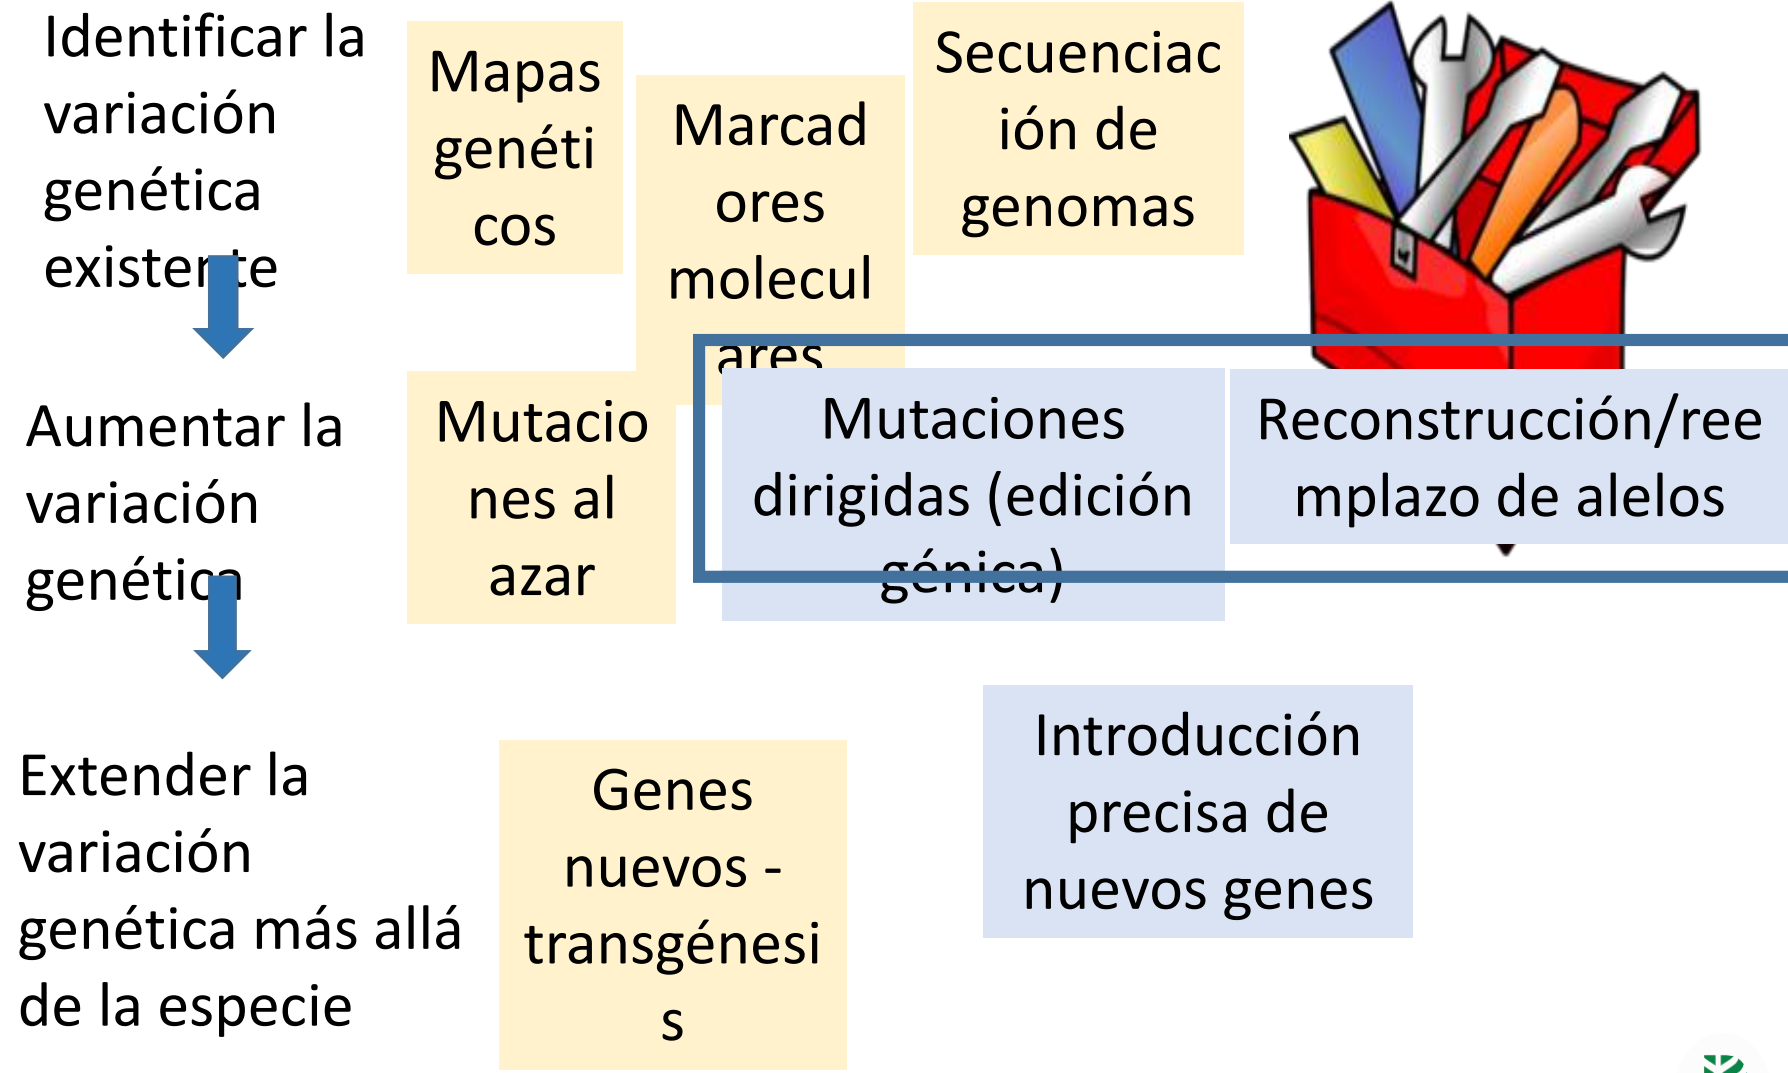 Identificar la
variación
genética
existente
Mapas
genéti
cos
Marcad
ores
molecul
ares
Secuenciac
ión de
genomas
Aumentar la
variación
genética
Mutacio
nes al
azar
Mutaciones
dirigidas (edición
génica)
Reconstrucción/ree
mplazo de alelos
Extender la
variación
genética más allá
de la especie
Genes
nuevos -
transgénesi
s
Introducción
precisa de
nuevos genes